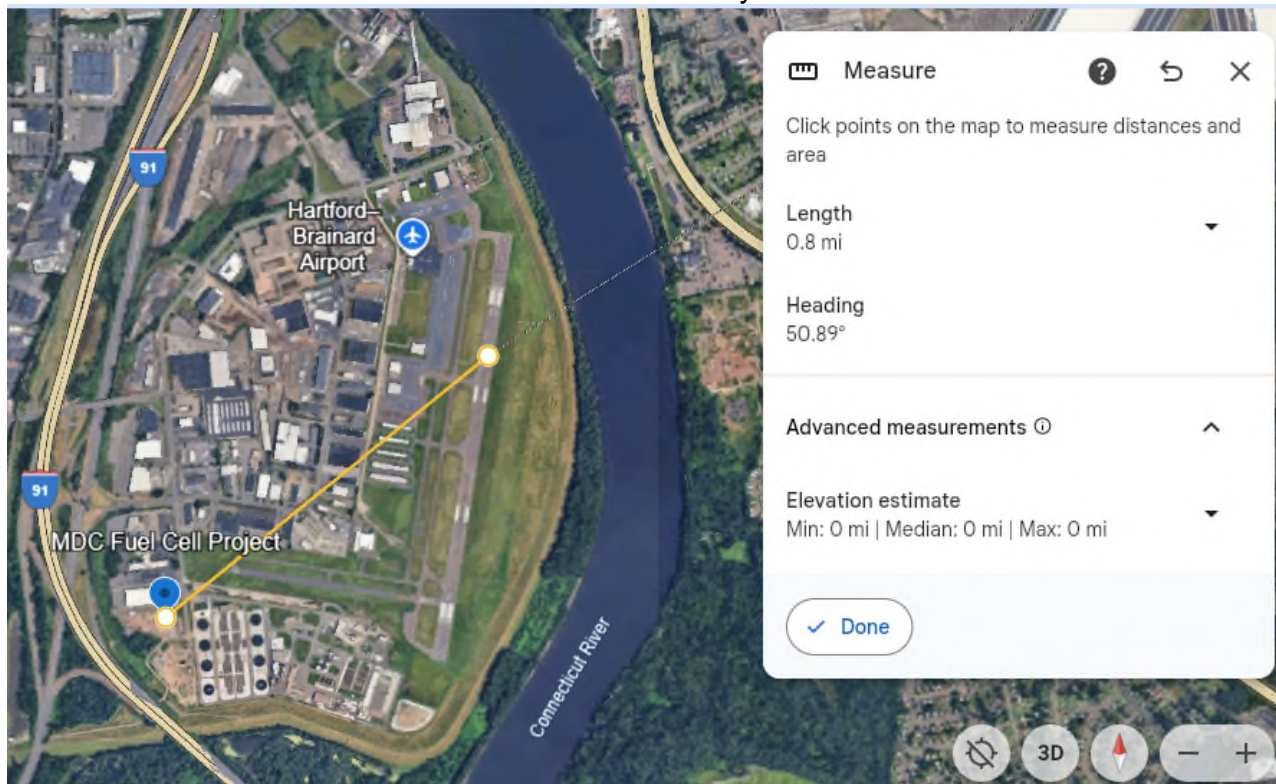 91
Hartford–
Brainard
Airport
91
MDC Fuel Cell Project
Connecticut River
Measure
Click points on the map to measure distances and
area
Length
0.8 mi
Heading
50.89°
Advanced measurements
Elevation estimate
Min: 0 mi | Median: 0 mi | Max: 0 mi
Done
3D